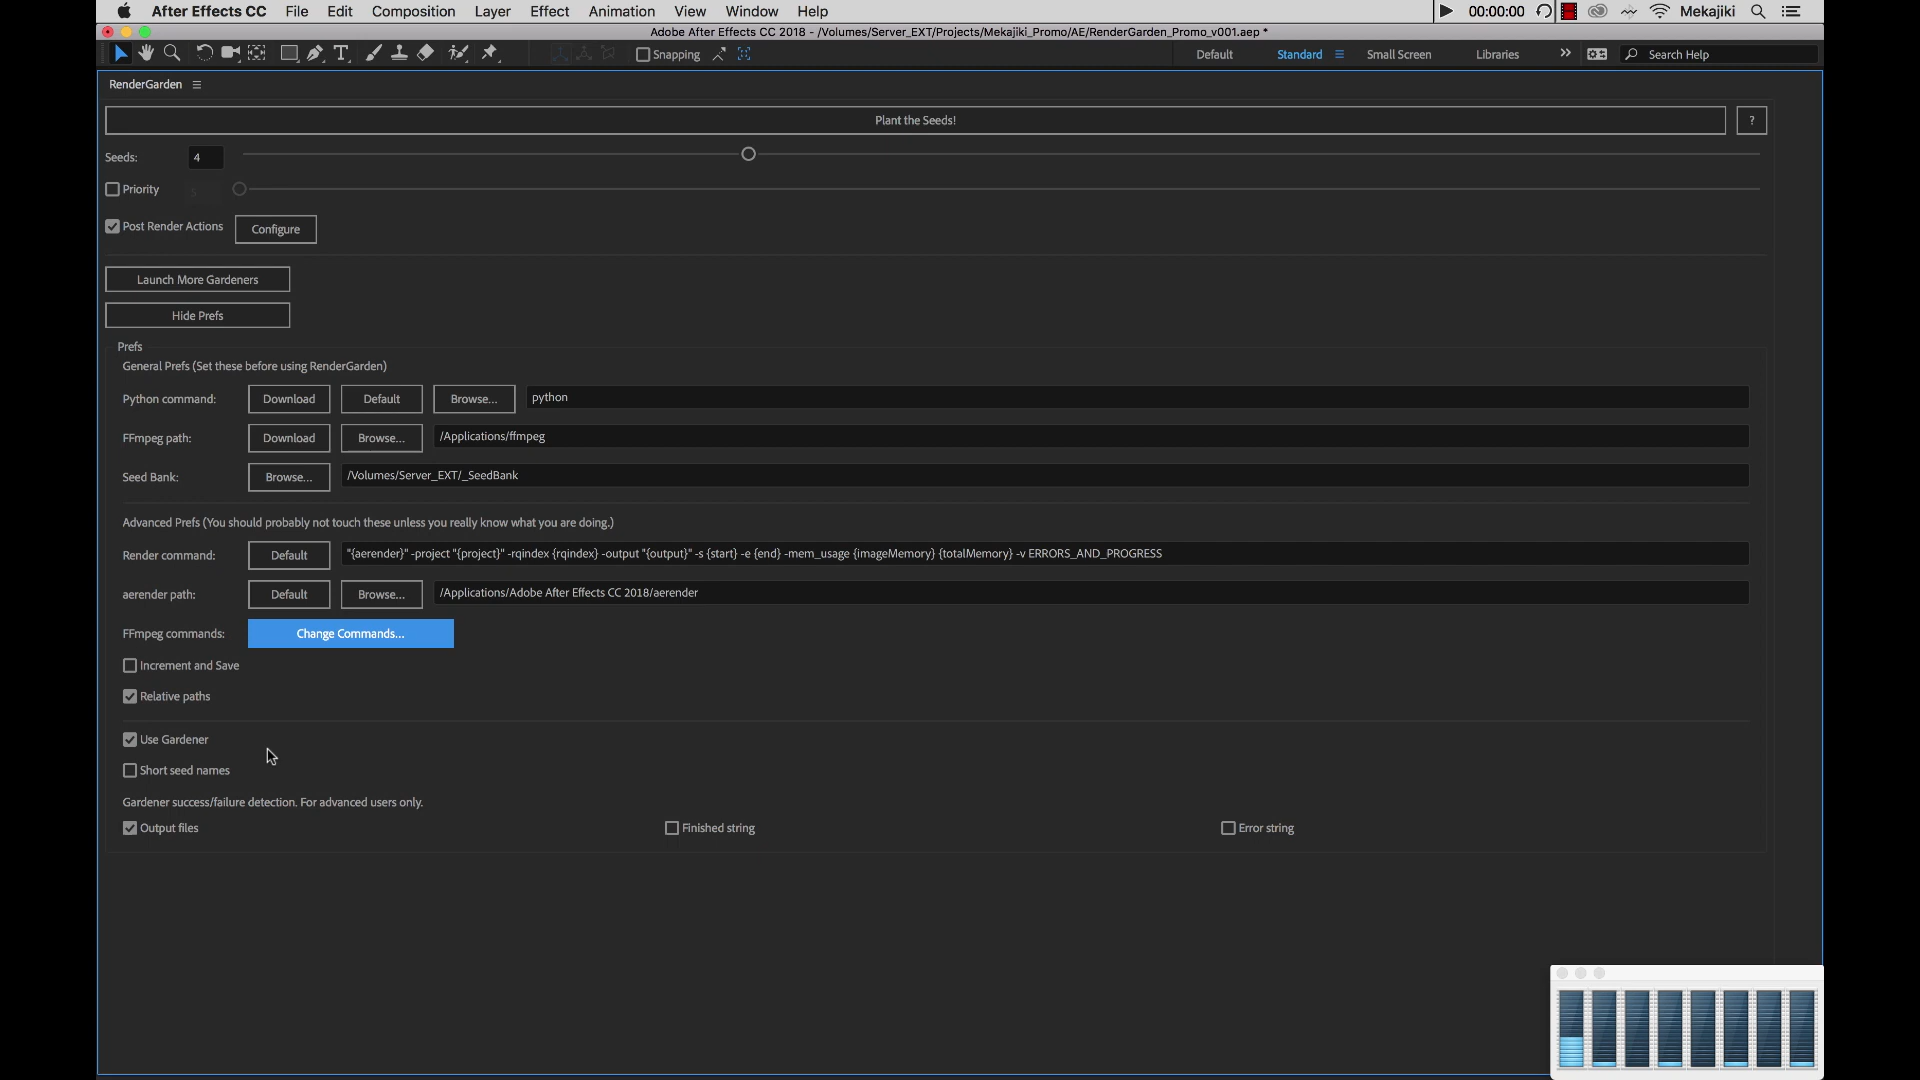 After Effects CC File Edit Composition Layer Effect Animation View Window Help 00:00:00 Mekajiki
Adobe After Effects CC 2018 - /Volumes/Server_EXT/Projects/Mekajiki_Promo/AE/RenderGarden_Promo_v001.aep *
Snapping Default Standard Small Screen Libraries Search Help
RenderGarden
Plant the Seeds! ?
Seeds: 4
Priority 5
Post Render Actions Configure
Launch More Gardeners
Hide Prefs
Prefs
General Prefs (Set these before using RenderGarden)
Python command: Download Default Browse... python
FFmpeg path: Download Browse... /Applications/ffmpeg
Seed Bank: Browse... /Volumes/Server_EXT/_SeedBank
Advanced Prefs (You should probably not touch these unless you really know what you are doing.)
Render command: Default "{aerender}" -project "{project}" -rqindex {rqindex} -output "{output}" -s {start} -e {end} -mem_usage {imageMemory} {totalMemory} -v ERRORS_AND_PROGRESS
aerender path: Default Browse... /Applications/Adobe After Effects CC 2018/aerender
FFmpeg commands: Change Commands...
Increment and Save
Relative paths
Use Gardener
Short seed names
Gardener success/failure detection. For advanced users only.
Output files Finished string Error string